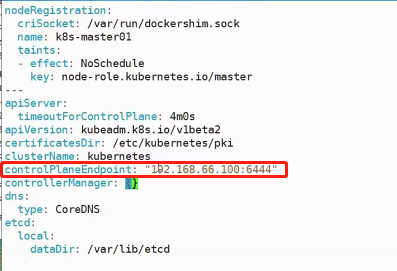 nodeRegistration:
  criSocket: /var/run/dockershim.sock
  name: k8s-master01
  taints:
  - effect: NoSchedule
    key: node-role.kubernetes.io/master
---
apiServer:
  timeoutForControlPlane: 4m0s
apiVersion: kubeadm.k8s.io/v1beta2
certificatesDir: /etc/kubernetes/pki
clusterName: kubernetes
controlPlaneEndpoint: "192.168.66.100:6444"
controllerManager: {}
dns:
  type: CoreDNS
etcd:
  local:
    dataDir: /var/lib/etcd